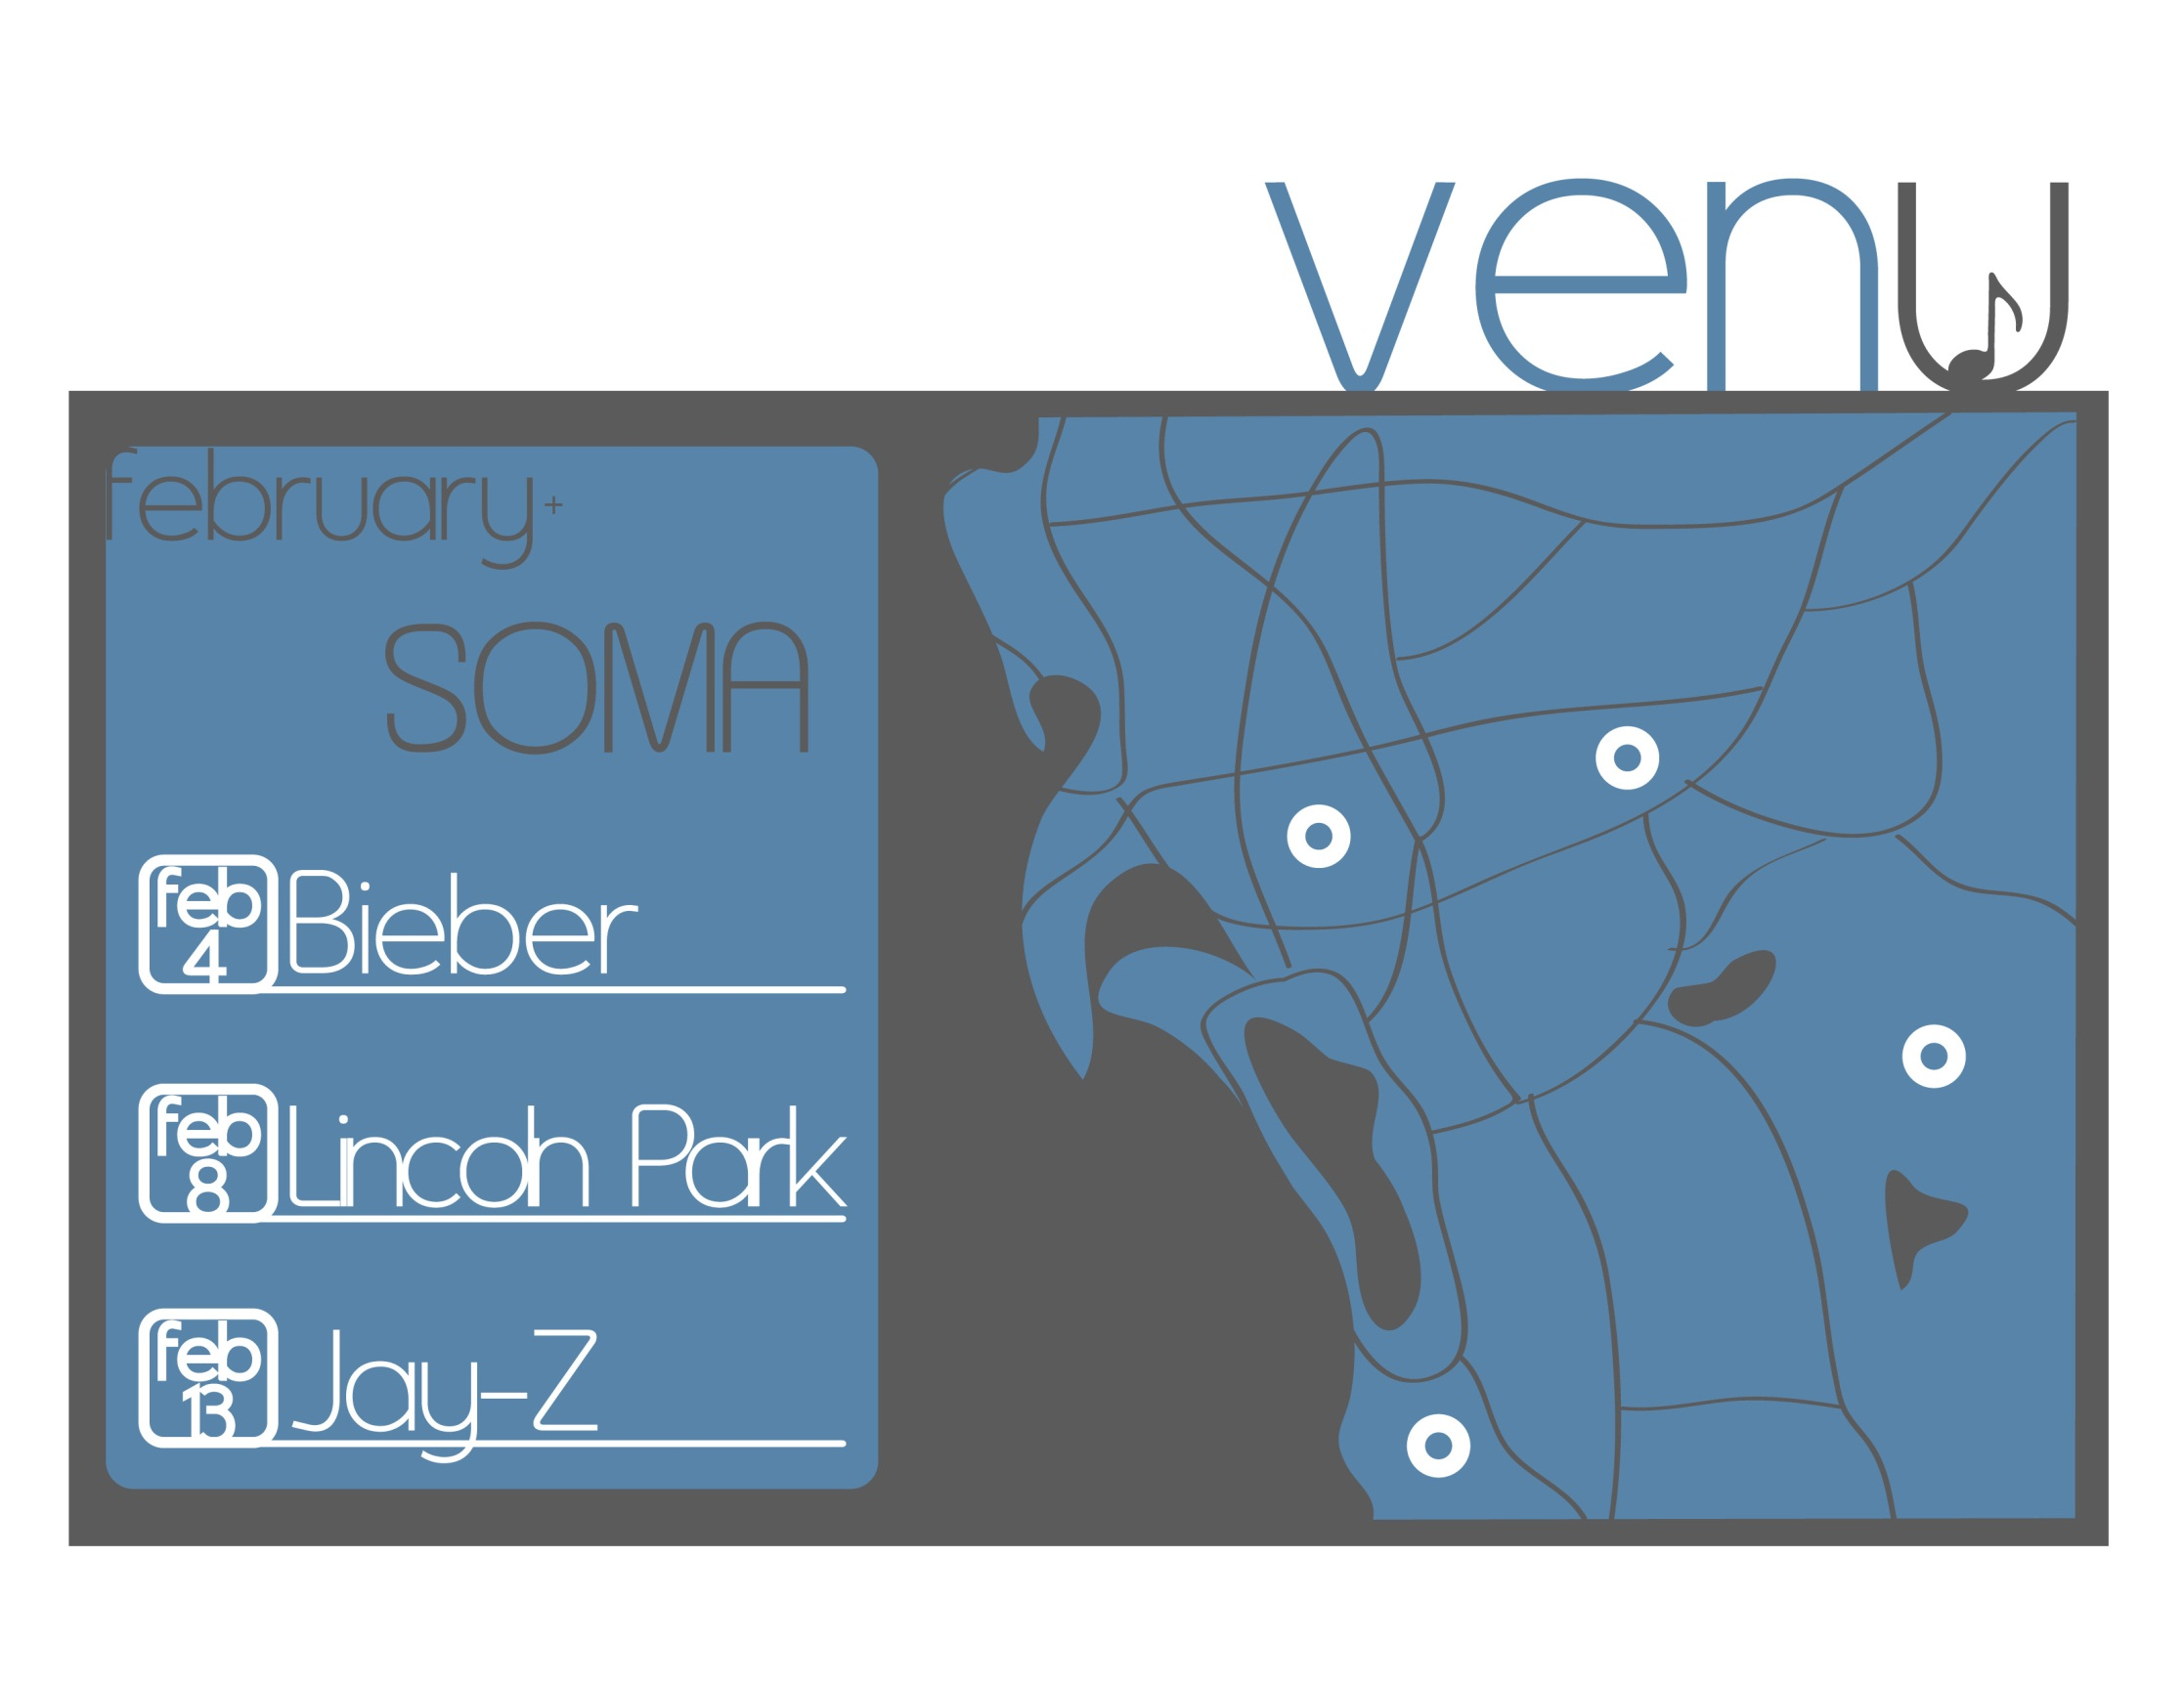 venu
february+
SOMA
feb
4
Bieber
feb
8
Lincoln Park
feb
13
Jay-Z